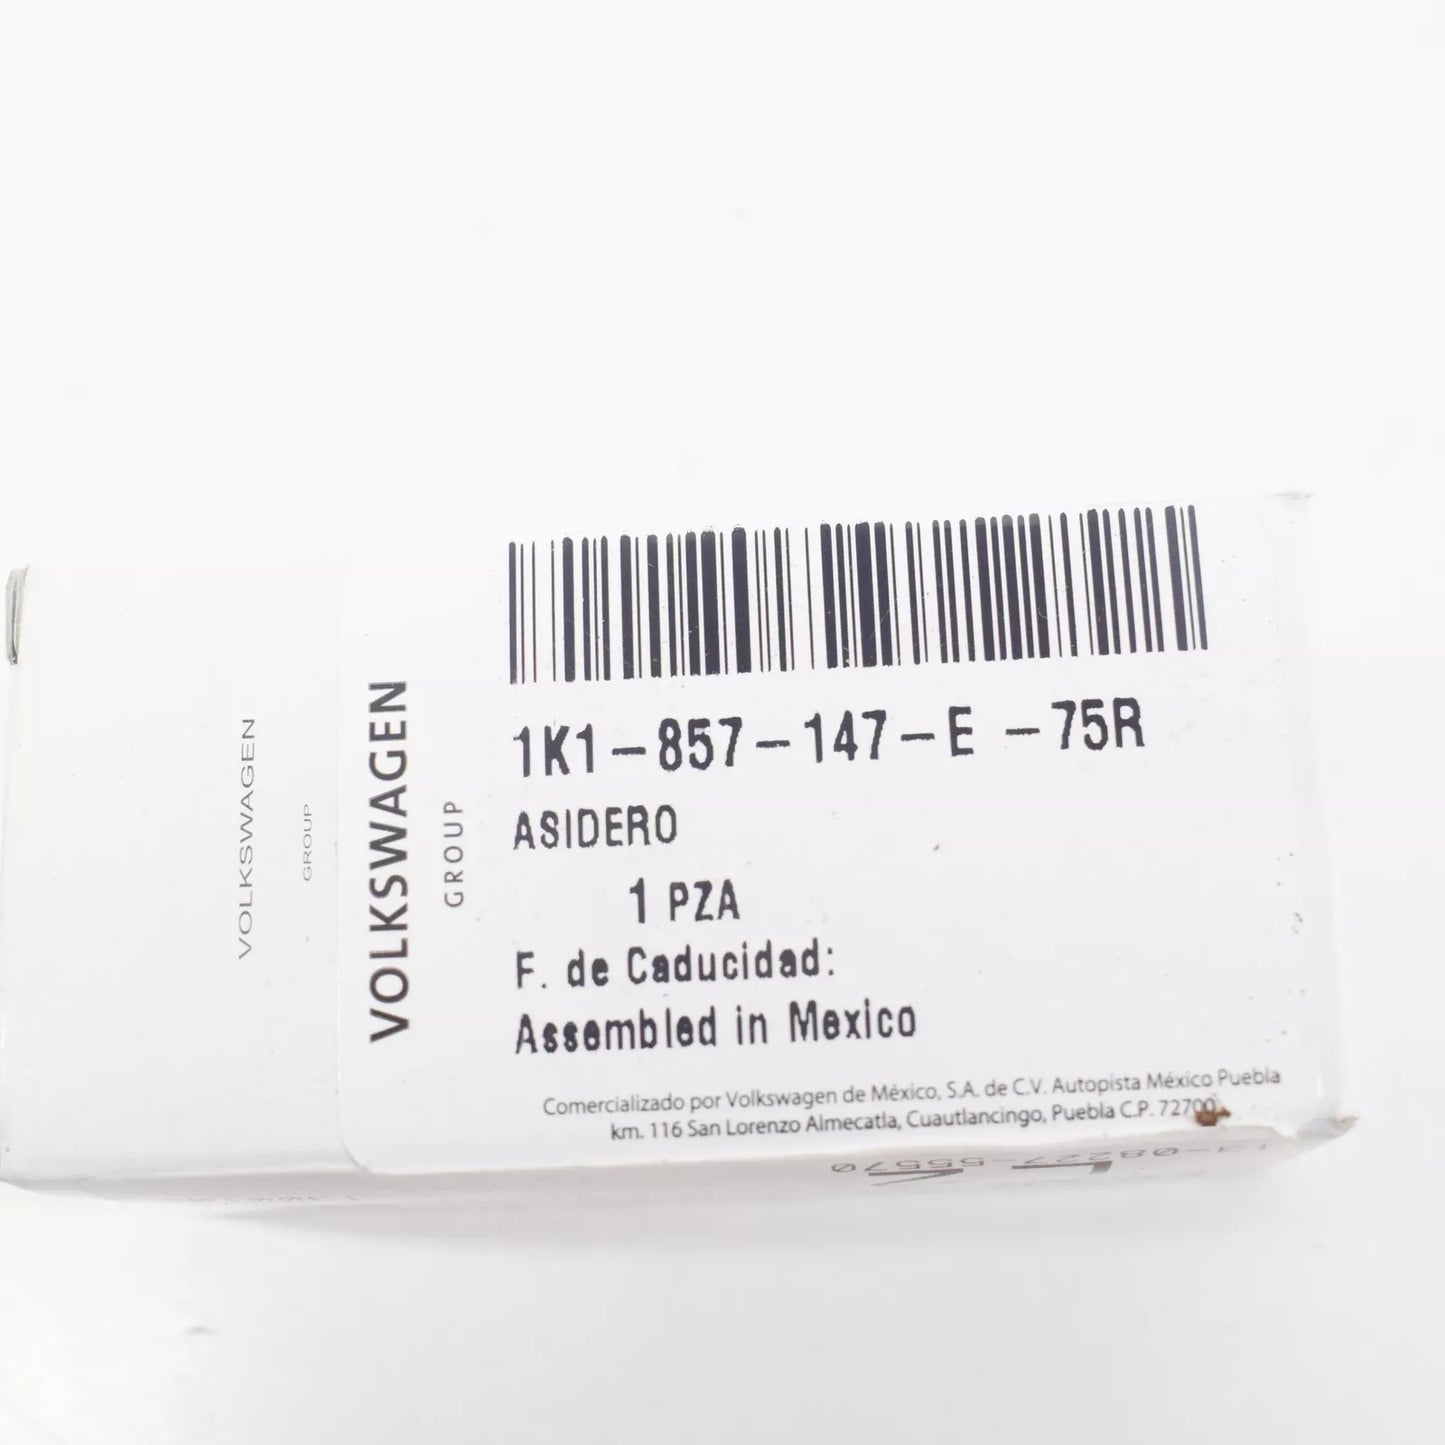 VOLKSWAGEN
GROUP
VOLKSWAGEN
GROUP
1K1-857-147-E -75R
ASIDERO
1 PZA
F. de Caducidad:
Assembled in Mexico
Comercializado por Volkswagen de México, S.A. de C.V. Autopista México Puebla
km. 116 San Lorenzo Almecatla, Cuautlancingo, Puebla C.P. 72700.